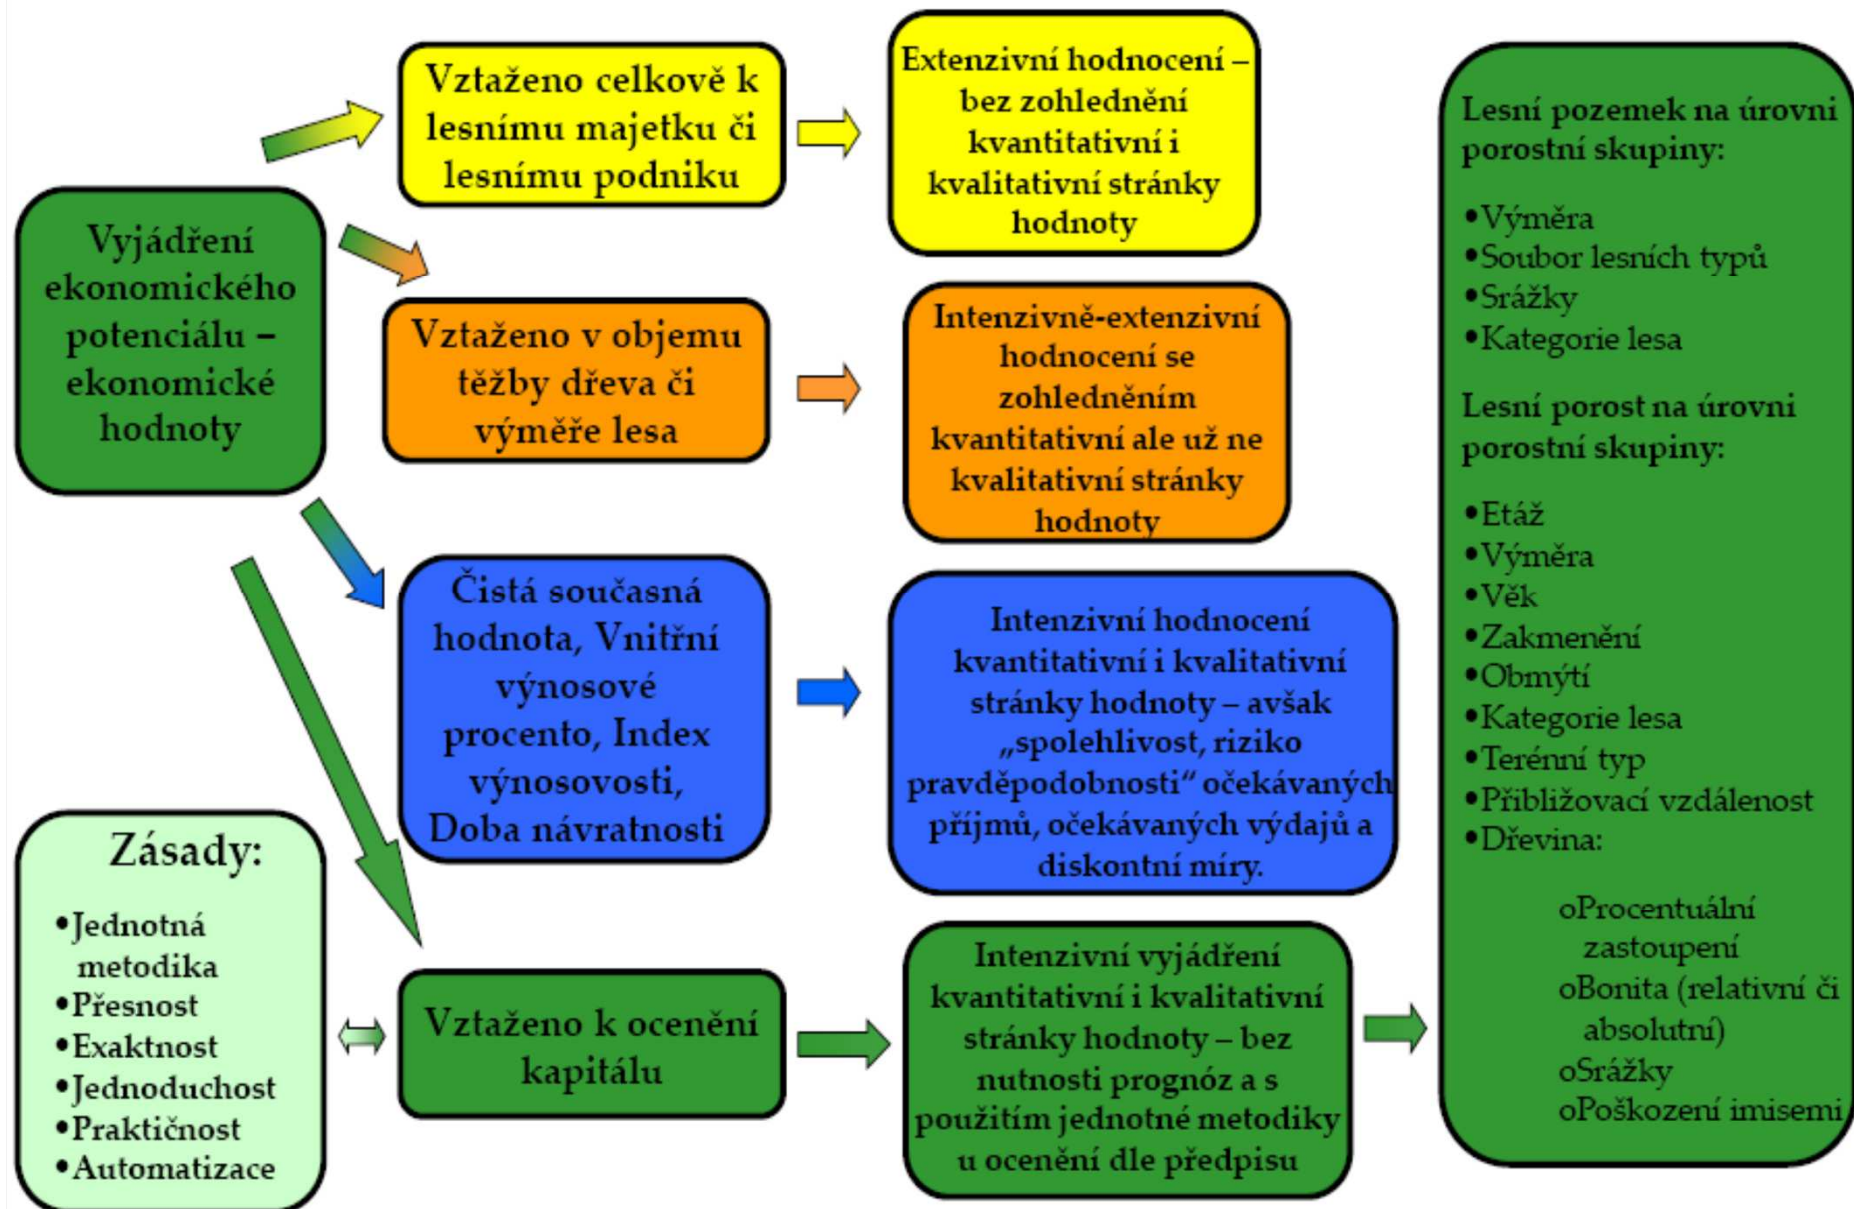 Vyjádření
ekonomického
potenciálu –
ekonomické
hodnoty
Vztaženo celkově k
lesnímu majetku či
lesnímu podniku
Extenzivní hodnocení –
bez zohlednění
kvantitativní i
kvalitativní stránky
hodnoty
Vztaženo v objemu
těžby dřeva či
výměře lesa
Intenzivně-extenzivní
hodnocení se
zohledněním
kvantitativní ale už ne
kvalitativní stránky
hodnoty
Čistá současná
hodnota, Vnitřní
výnosové
procento, Index
výnosovosti,
Doba návratnosti
Intenzivní hodnocení
kvantitativní i kvalitativní
stránky hodnoty – avšak
„spolehlivost, riziko
pravděpodobnosti“ očekávaných
příjmů, očekávaných výdajů a
diskontní míry.
Zásady:
•Jednotná
metodika
•Přesnost
•Exaktnost
•Jednoduchost
•Praktičnost
•Automatizace
Vztaženo k ocenění
kapitálu
Intenzivní vyjádření
kvantitativní i kvalitativní
stránky hodnoty – bez
nutnosti prognóz a s
použitím jednotné metodiky
u ocenění dle předpisu
Lesní pozemek na úrovni
porostní skupiny:
•Výměra
•Soubor lesních typů
•Srážky
•Kategorie lesa
Lesní porost na úrovni
porostní skupiny:
•Etáž
•Výměra
•Věk
•Zakmenění
•Obmýtí
•Kategorie lesa
•Terénní typ
•Přibližovací vzdálenost
•Dřevina:
oProcentuální
zastoupení
oBonita (relativní či
absolutní)
oSrážky
oPoškození imisemi